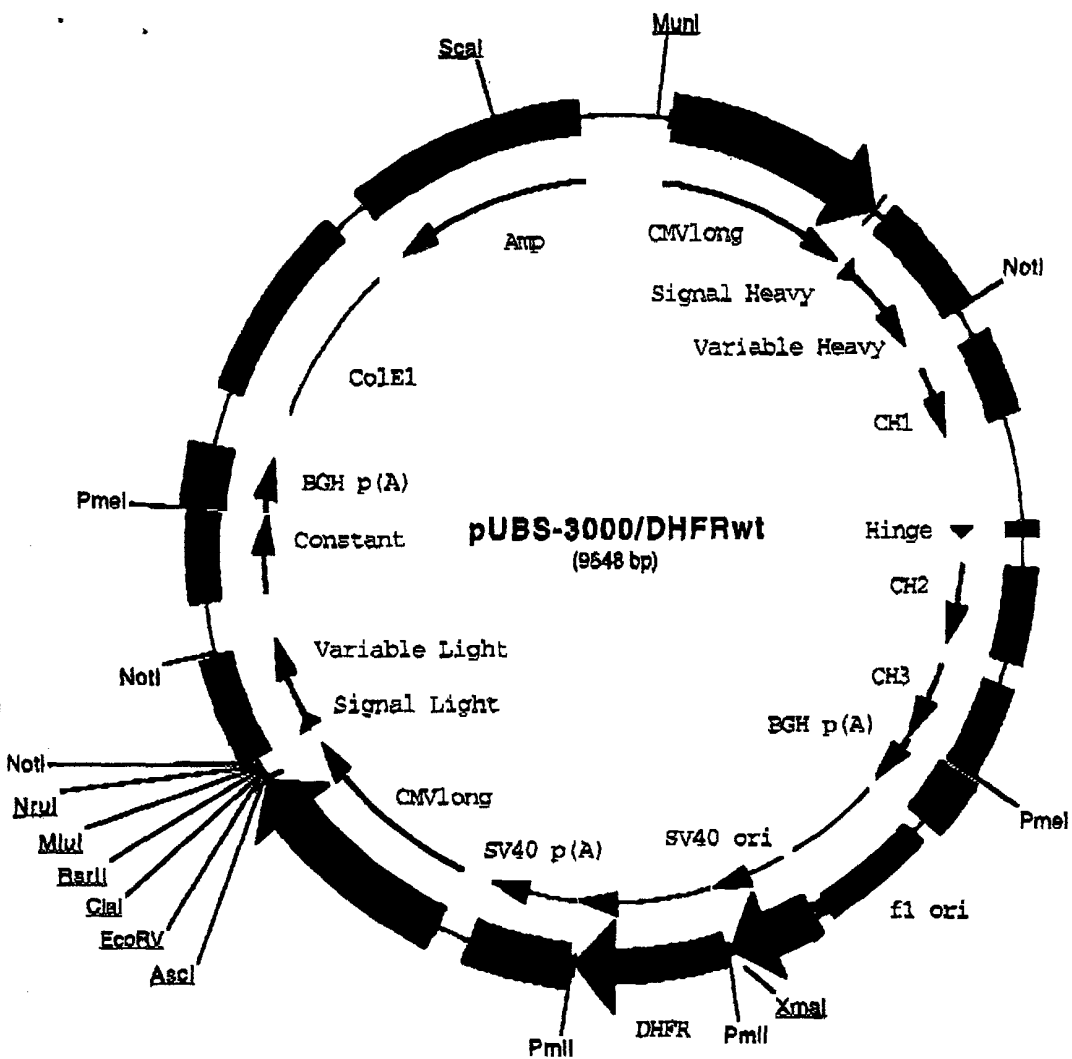 MunI
ScaI
Amp
CMVlong
Signal Heavy
NotI
Variable Heavy
ColE1
CH1
BGH p(A)
PmeI
Constant
pUBS-3000/DHFRwt
(9648 bp)
Hinge
CH2
Variable Light
NotI
CH3
Signal Light
BGH p(A)
NotI
NruI
CMVlong
MluI
PmeI
SV40 ori
SV40 p(A)
RsrII
ClaI
f1 ori
EcoRV
AscI
XmaI
DHFR
PmlI
PmlI